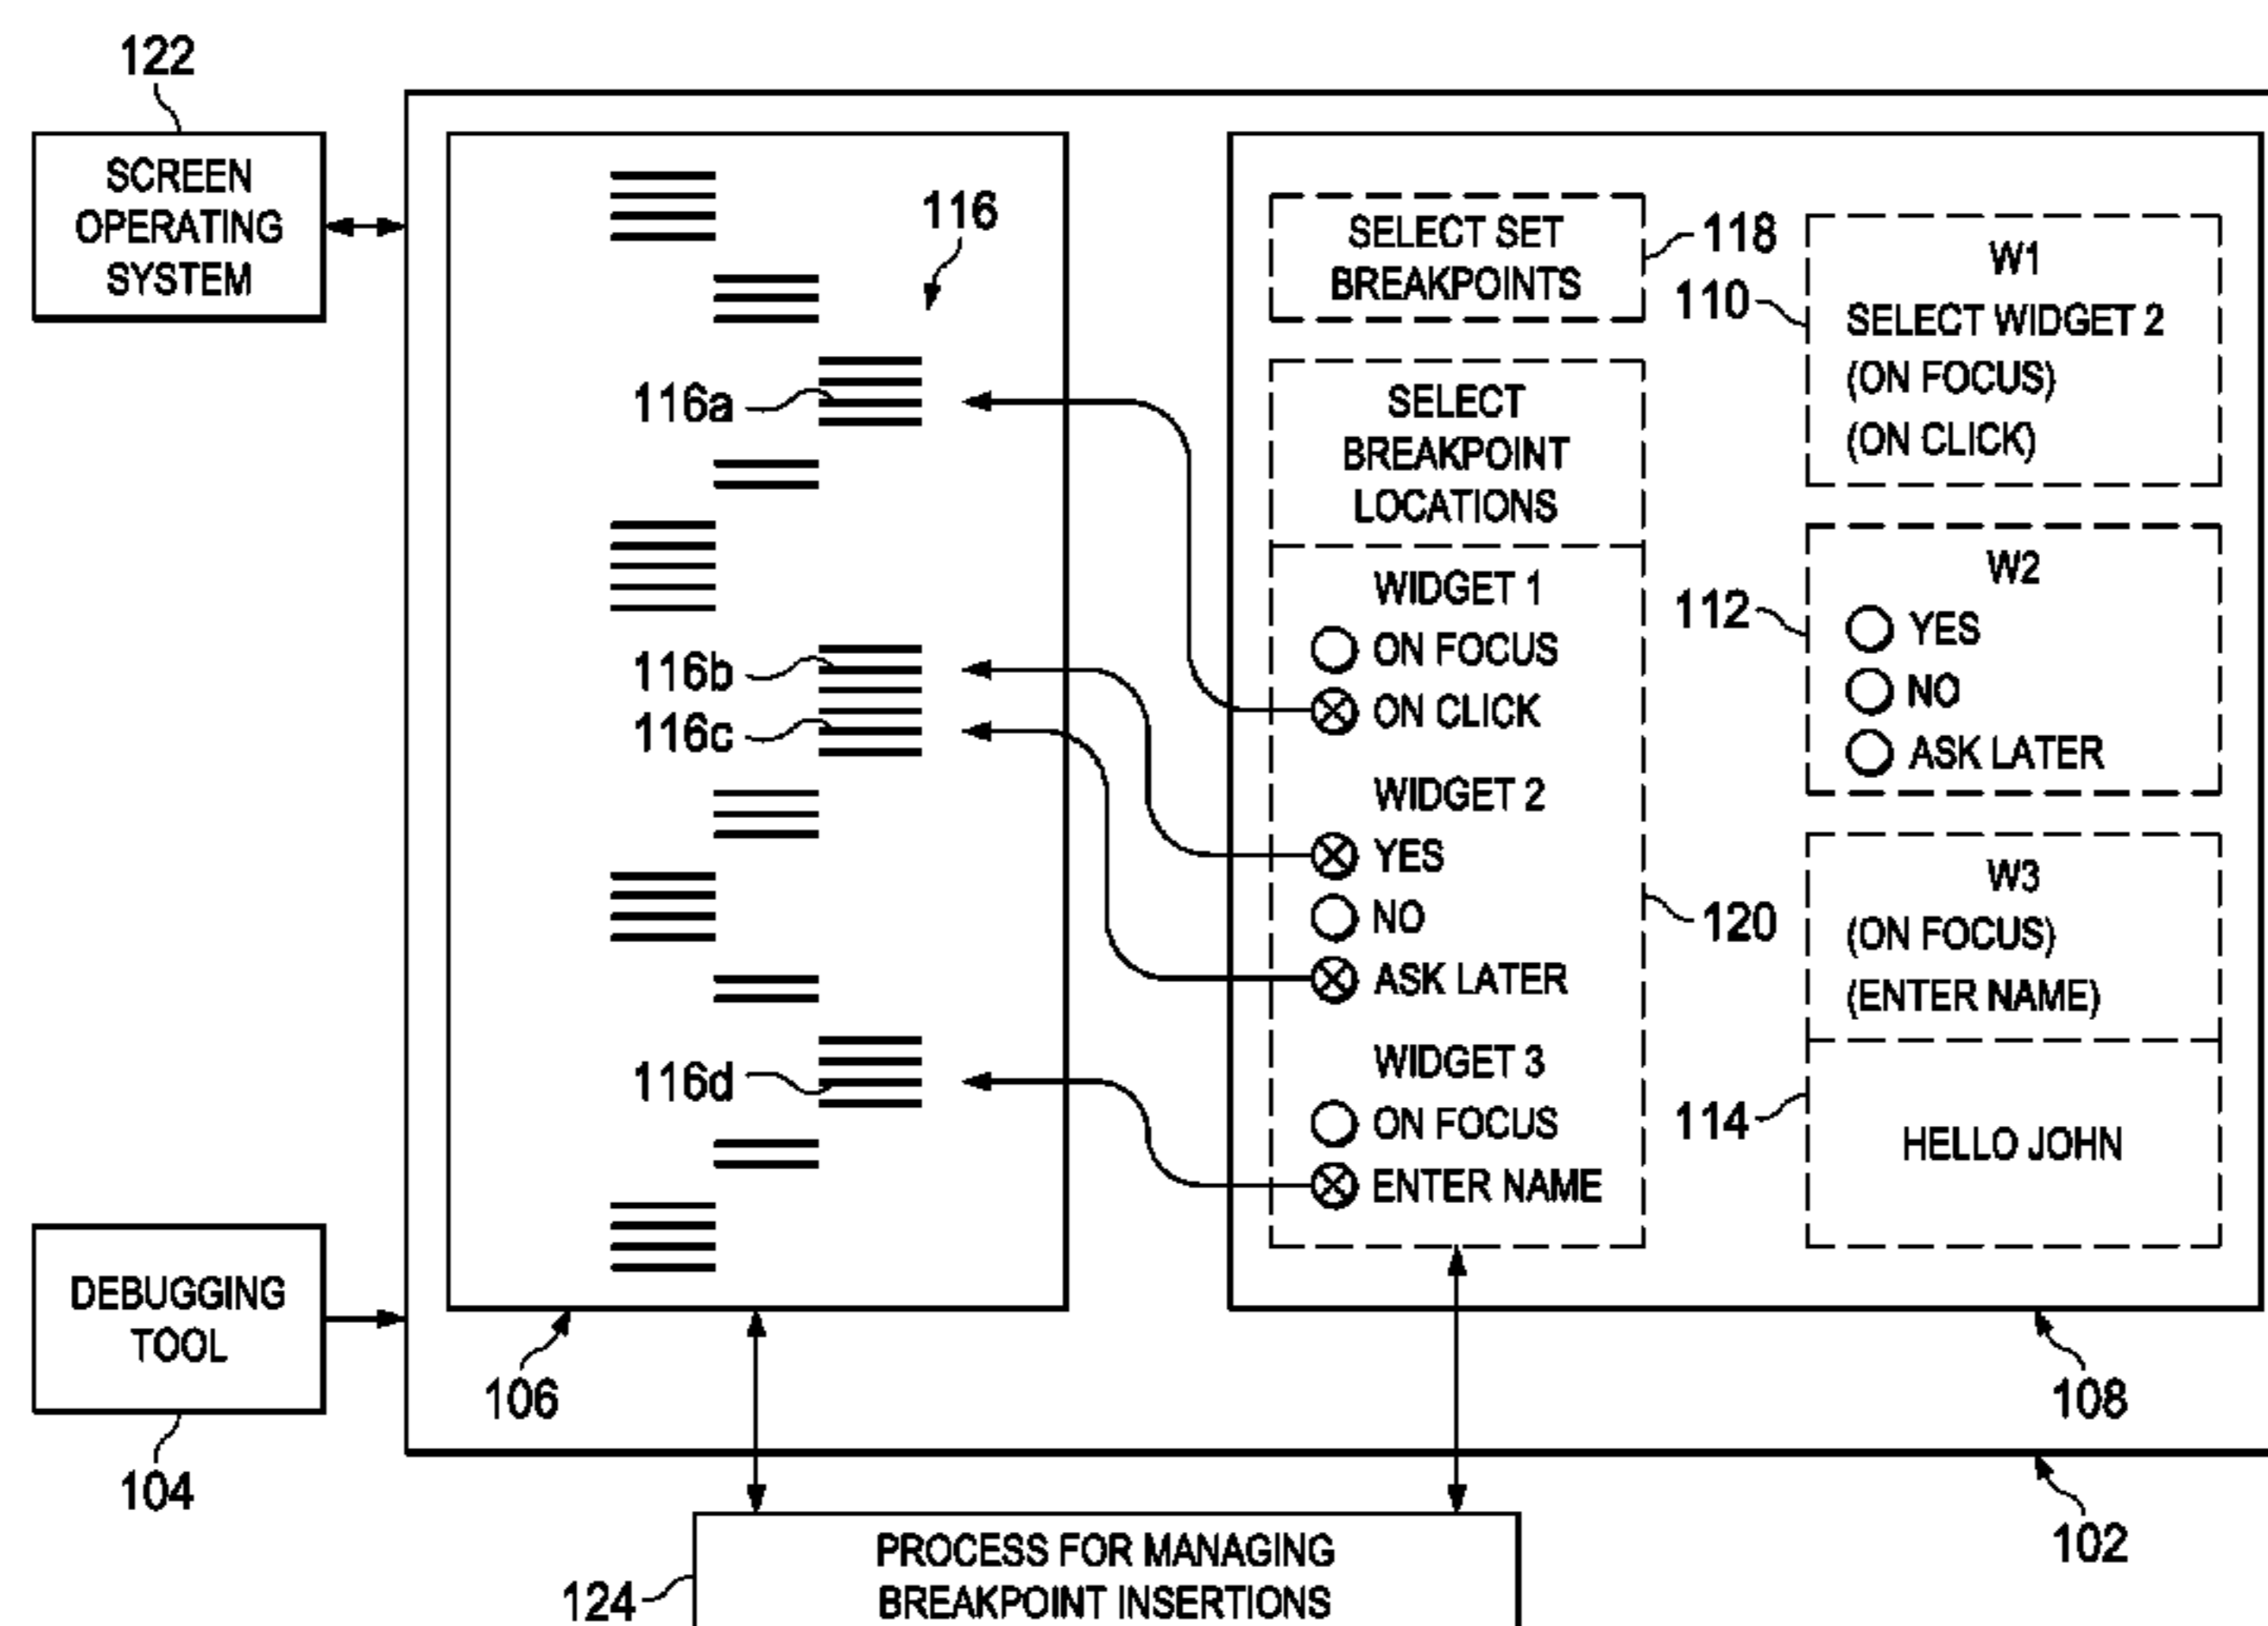 122
SCREEN
OPERATING
SYSTEM
116
116a
116b
116c
116d
SELECT SET
BREAKPOINTS
118
SELECT
BREAKPOINT
LOCATIONS
WIDGET 1
ON FOCUS
ON CLICK
WIDGET 2
YES
NO
ASK LATER
WIDGET 3
ON FOCUS
ENTER NAME
120
110
W1
SELECT WIDGET 2
(ON FOCUS)
(ON CLICK)
112
W2
YES
NO
ASK LATER
W3
(ON FOCUS)
(ENTER NAME)
114
HELLO JOHN
DEBUGGING
TOOL
104
106
108
102
124
PROCESS FOR MANAGING
BREAKPOINT INSERTIONS